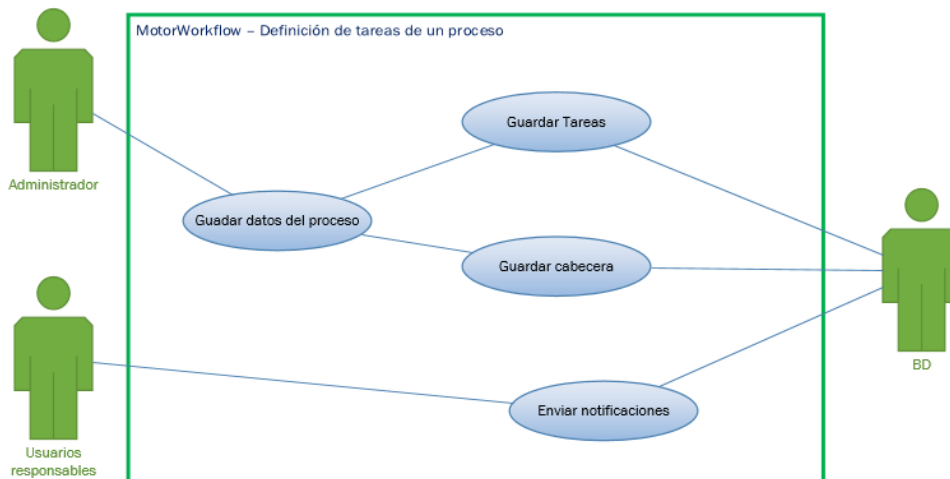 MotorWorkflow – Definición de tareas de un proceso
Guardar Tareas
Administrador
Guadar datos del proceso
Guardar cabecera
BD
Enviar notificaciones
Usuarios
responsables